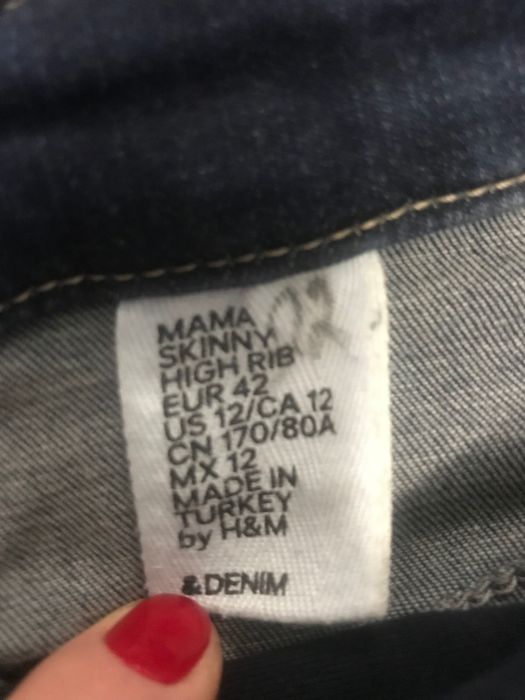 MAMA
SKINNY
HIGH RIB
EUR 42
US 12/CA 12
CN 170/80A
MX 12
MADE IN
TURKEY
by H&M
&DENIM